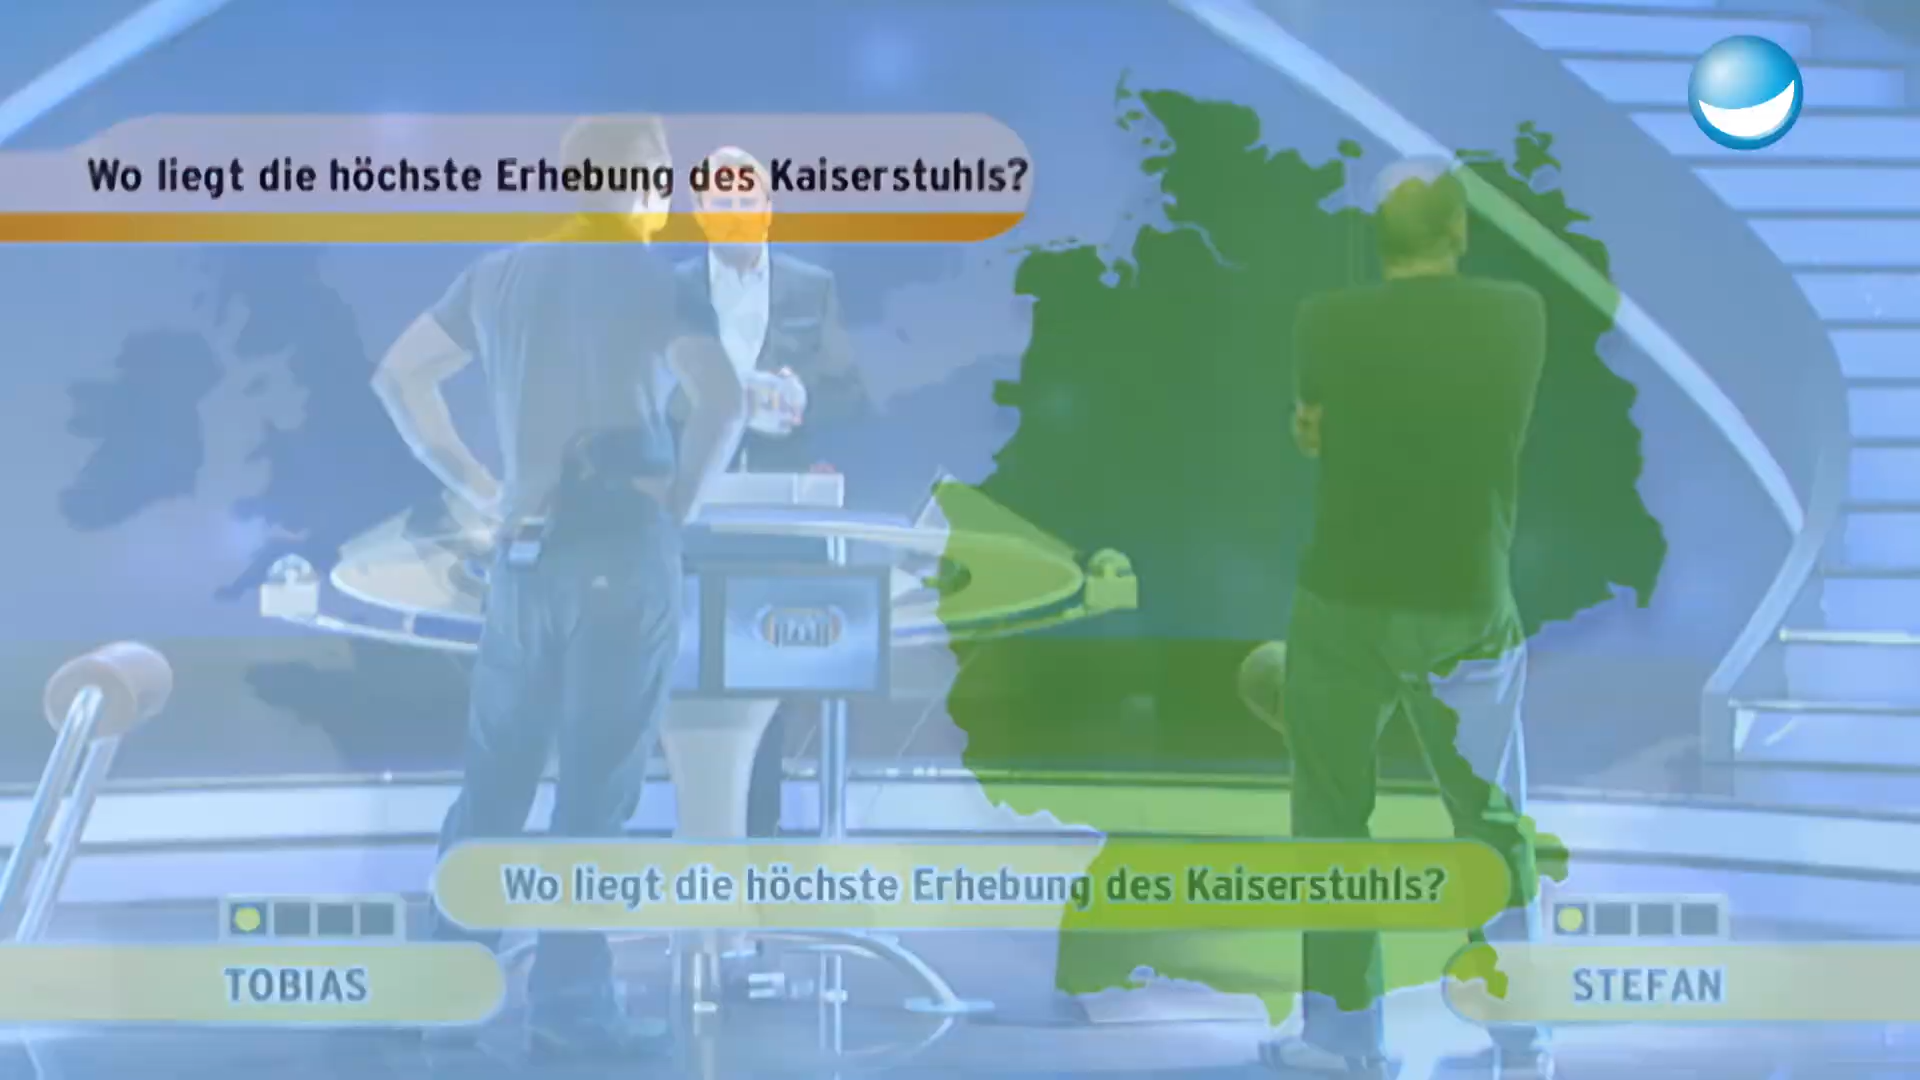 Wo liegt die höchste Erhebung des Kaiserstuhls?
Wo liegt die höchste Erhebung des Kaiserstuhls?
TOBIAS
STEFAN